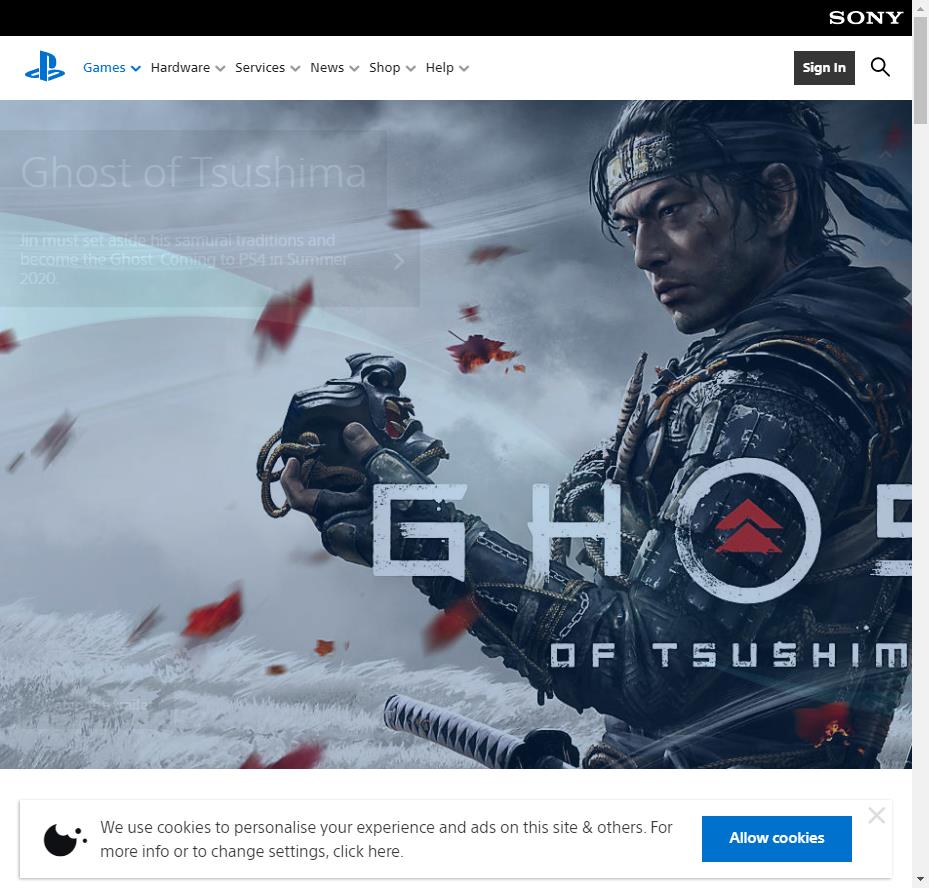 SONY
Games Hardware Services News Shop Help Sign In
Ghost of Tsushima
Jin must set aside his samurai traditions and
become the Ghost. Coming to PS4 in Summer
2020.
GHOS
OF TSUSHIM
We use cookies to personalise your experience and ads on this site & others. For
more info or to change settings, click here.
Allow cookies